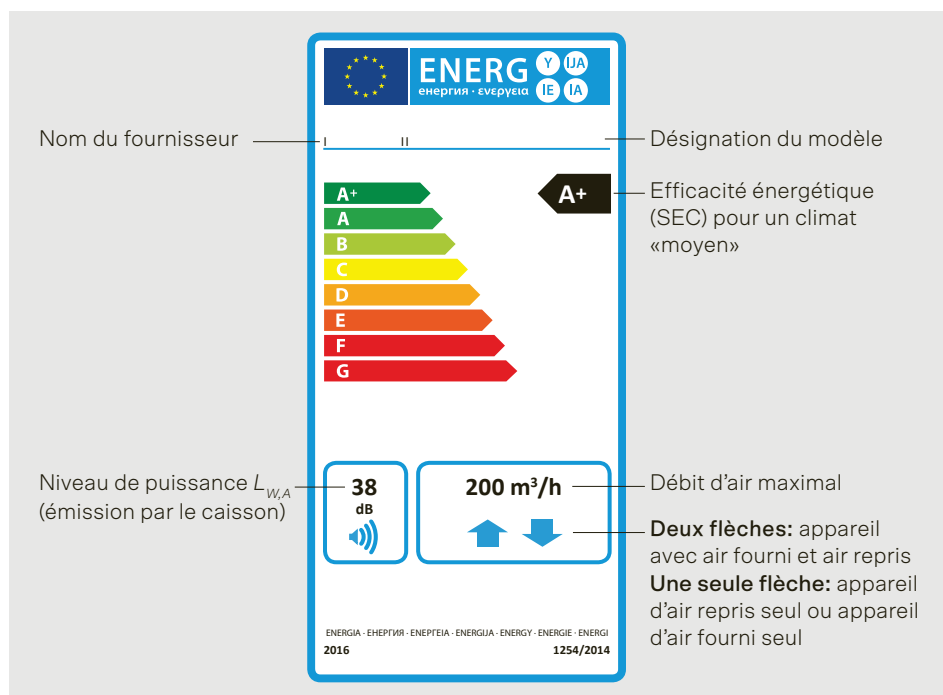 ENERG
Y IJA
IE IA
енергия · ενεργεια
Nom du fournisseur
I II
Désignation du modèle
A+
A
B
C
D
E
F
G
A+
Efficacité énergétique
(SEC) pour un climat
«moyen»
Niveau de puissance L W,A
(émission par le caisson)
38
dB
200 m³/h
Débit d'air maximal
Deux flèches: appareil
avec air fourni et air repris
Une seule flèche: appareil
d'air repris seul ou appareil
d'air fourni seul
ENERGIA · ЕНЕРГИЯ · ΕΝΕΡΓΕΙΑ · ENERGIJA · ENERGY · ENERGIE · ENERGI
2016 1254/2014